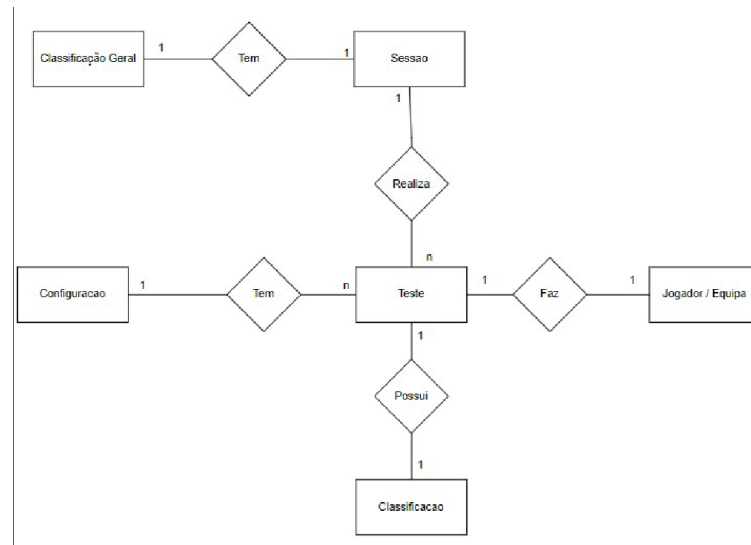 Classificação Geral
1
Tem
1
Sessao
1
Realiza
n
Configuracao
1
Tem
n
Teste
1
Faz
1
Jogador / Equipa
1
Possui
1
Classificacao